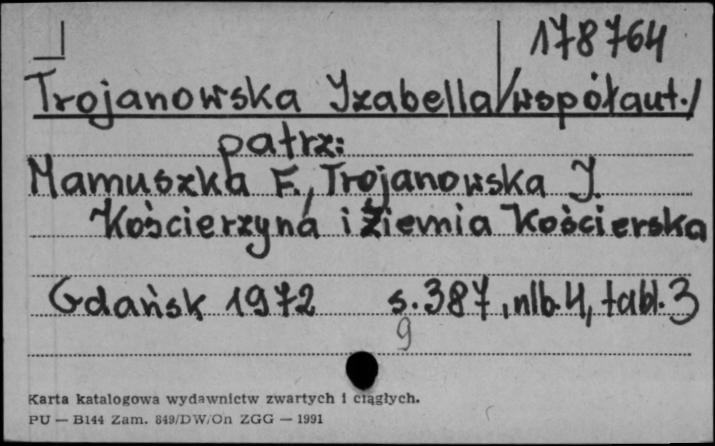 178764
Trojanowska Izabella /współaut./
patrz:
Mamuszka F., Trojanowska I.
Kościerzyna i ziemia Kościerska
Gdańsk 1972 s. 387, nlb. 4, tabl. 3
9
Karta katalogowa wydawnictw zwartych i ciągłych.
PU — B144 Zam. 849/DW/On ZGG — 1991